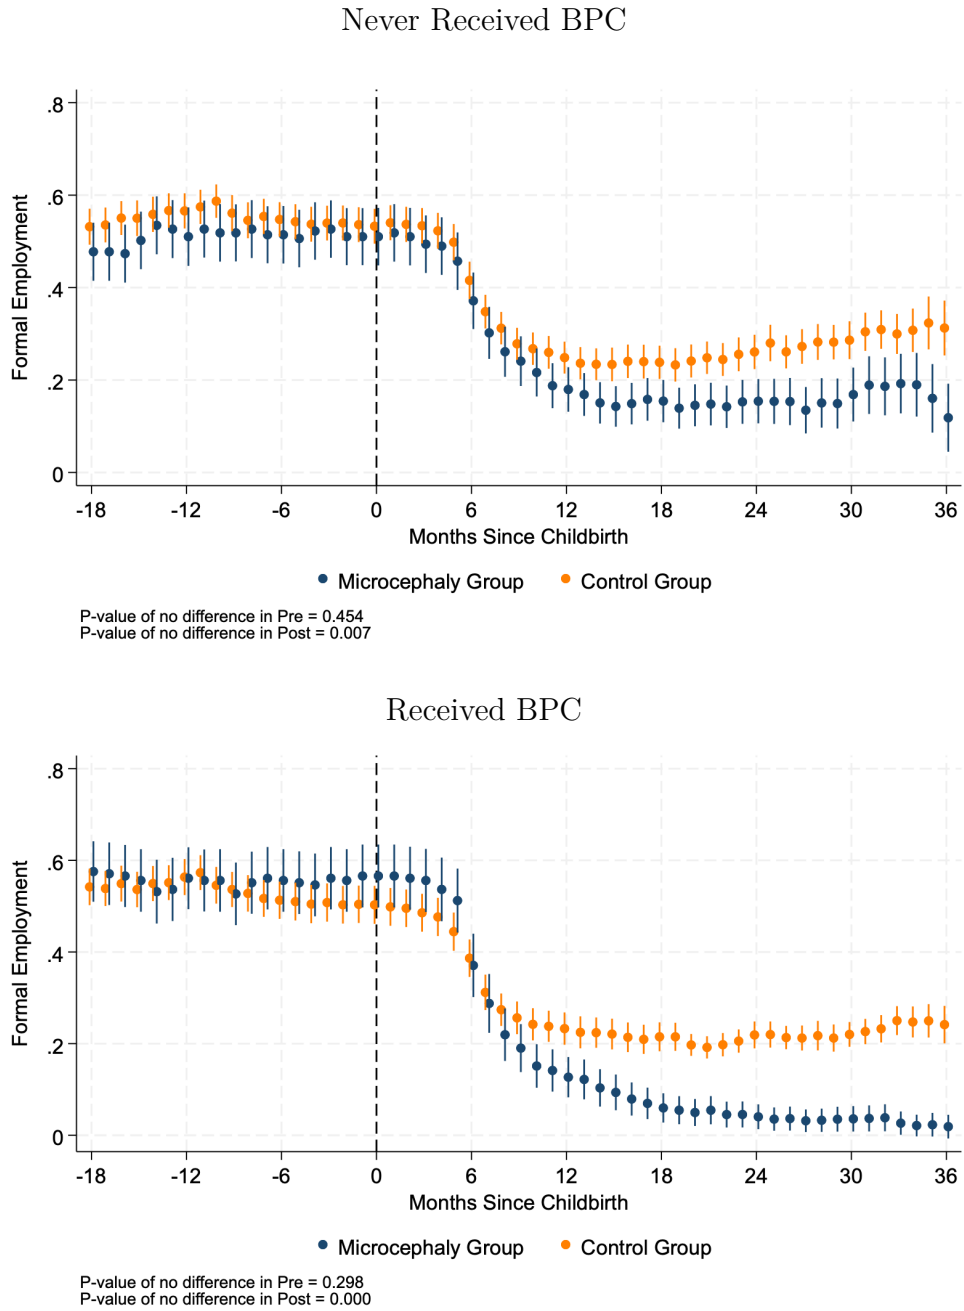 Never Received BPC
.8
.6
.4
.2
0
Formal Employment
-18 -12 -6 0 6 12 18 24 30 36
Months Since Childbirth
Microcephaly Group Control Group
P-value of no difference in Pre = 0.454
P-value of no difference in Post = 0.007
Received BPC
.8
.6
.4
.2
0
Formal Employment
-18 -12 -6 0 6 12 18 24 30 36
Months Since Childbirth
Microcephaly Group Control Group
P-value of no difference in Pre = 0.298
P-value of no difference in Post = 0.000